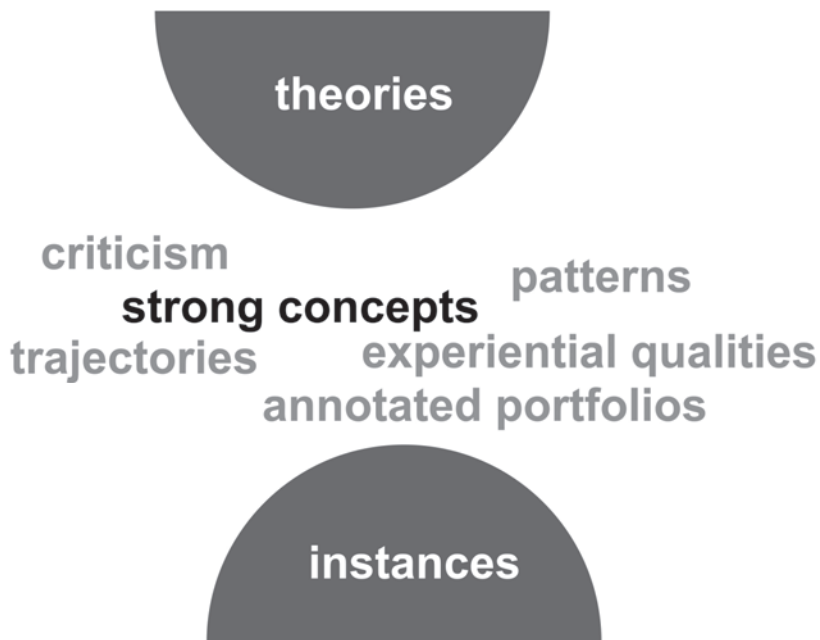 theories
criticism
patterns
strong concepts
trajectories
experiential qualities
annotated portfolios
instances